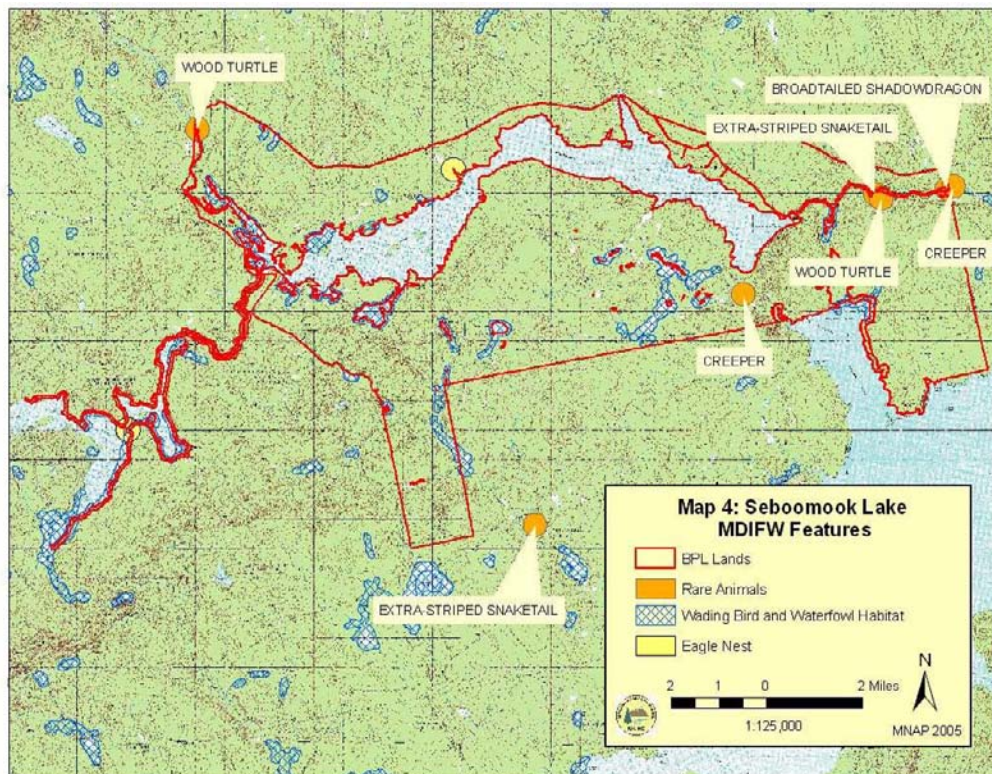 WOOD TURTLE
BROADTAILED SHADOWDRAGON
EXTRA-STRIPED SNAKETAIL
CREEPER
WOOD TURTLE
CREEPER
EXTRA-STRIPED SNAKETAIL
Map 4: Seboomook Lake
MDIFW Features
BPL Lands
Rare Animals
Wading Bird and Waterfowl Habitat
Eagle Nest
N
2 1 0 2 Miles
1:125,000
MNAP 2005